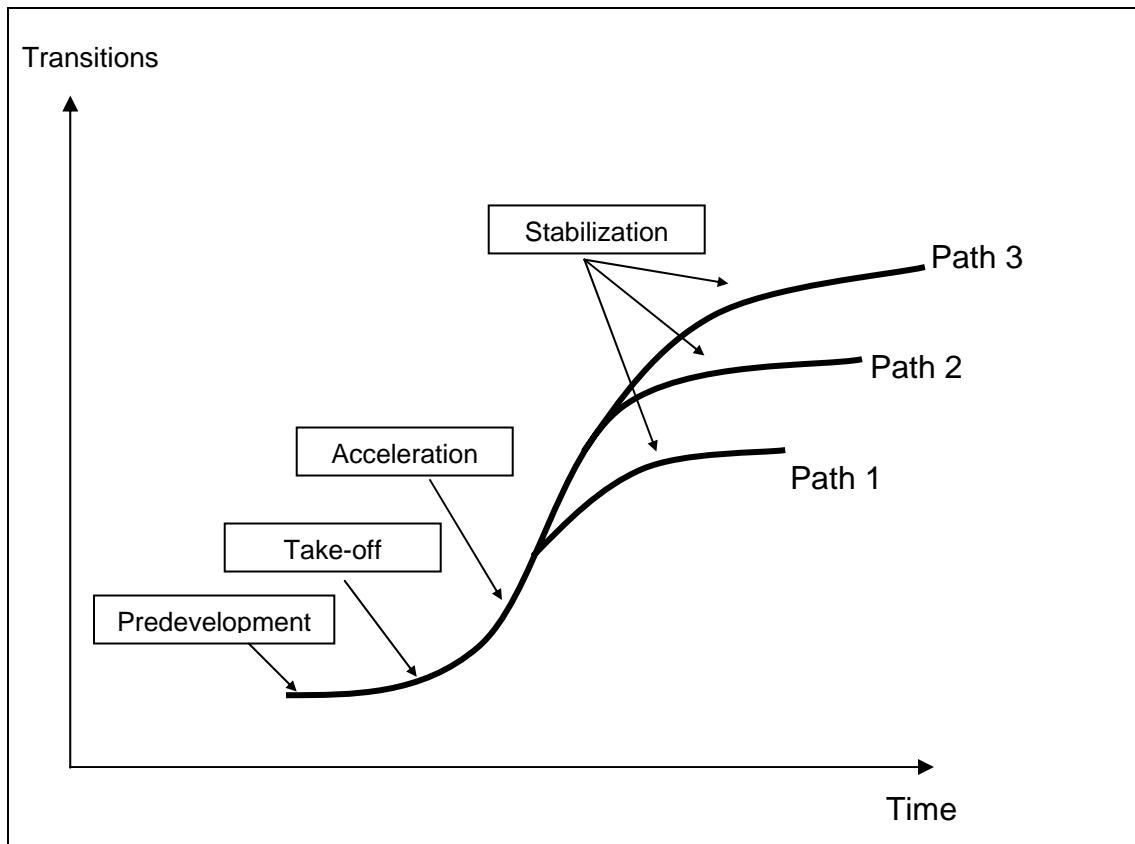 Transitions
Stabilization
Path 3
Path 2
Acceleration
Path 1
Take-off
Predevelopment
Time